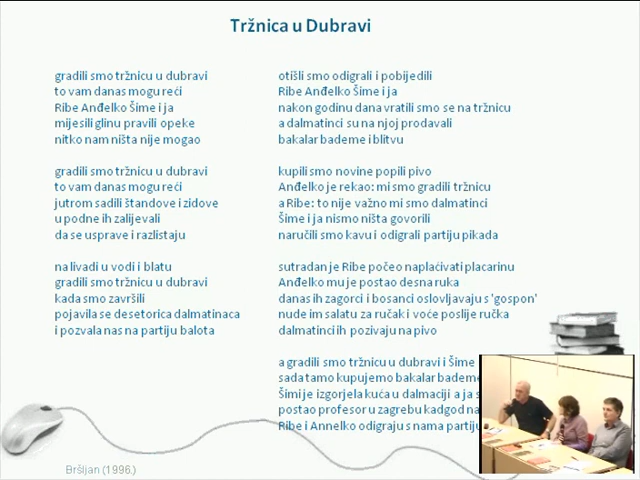 Tržnica u Dubravi
gradili smo tržnicu u dubravi
to vam danas mogu reći
Ribe Anđelko Šime i ja
mijesili glinu pravili opeke
nitko nam ništa nije mogao
gradili smo tržnicu u dubravi
to vam danas mogu reći
jutrom sadili štandove i zidove
u podne ih zalijevali
da se usprave i razlistaju
na livadi u vodi i blatu
gradili smo tržnicu u dubravi
kada smo završili
pojavila se desetorica dalmatinaca
i pozvala nas na partiju balota
otišli smo odigrali i pobijedili
Ribe Anđelko Šime i ja
nakon godinu dana vratili smo se na tržnicu
a dalmatinci su na njoj prodavali
bakalar bademe i blitvu
kupili smo novine popili pivo
Anđelko je rekao: mi smo gradili tržnicu
a Ribe: to nije važno mi smo dalmatinci
Šime i ja nismo ništa govorili
naručili smo kavu i odigrali partiju pikada
sutradan je Ribe počeo naplaćivati placarinu
Anđelko mu je postao desna ruka
danas ih zagorci i bosanci oslovljavaju s 'gospon'
nude im salatu za ručak i voće poslije ručka
dalmatinci ih pozivaju na pivo
a gradili smo tržnicu u dubravi i Šime
sada tamo kupujemo bakalar bademe
Šimi je izgorjela kuća u dalmaciji a ja s
postao profesor u zagrebu kadgod na
Ribe i Annelko odigraju s nama partiju
Bršljan (1996.)